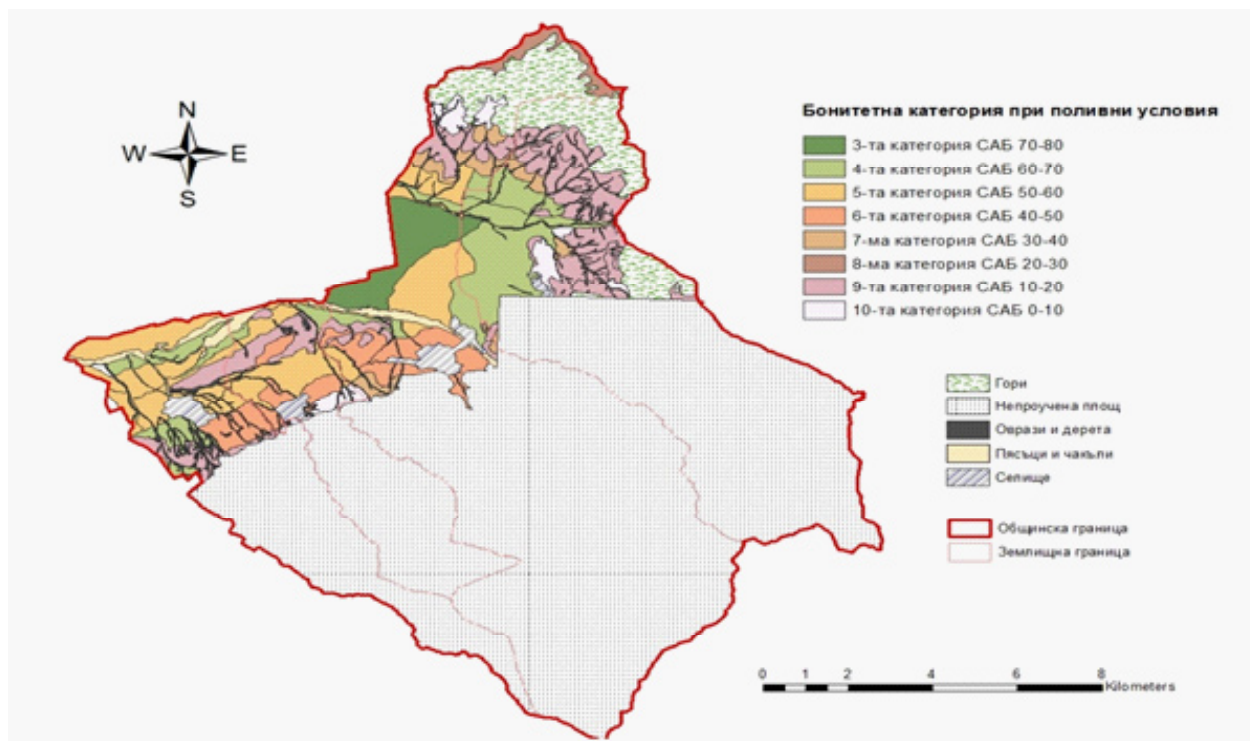 N
W E
S
Бонитетна категория при поливни условия
3-та категория САБ 70-80
4-та категория САБ 60-70
5-та категория САБ 50-60
6-та категория САБ 40-50
7-ма категория САБ 30-40
8-ма категория САБ 20-30
9-та категория САБ 10-20
10-та категория САБ 0-10
Гори
Непроучена площ
Оврази и дерета
Пясъци и чакъли
Селище
Общинска граница
Землищна граница
0 1 2 4 6 8
Kilometers